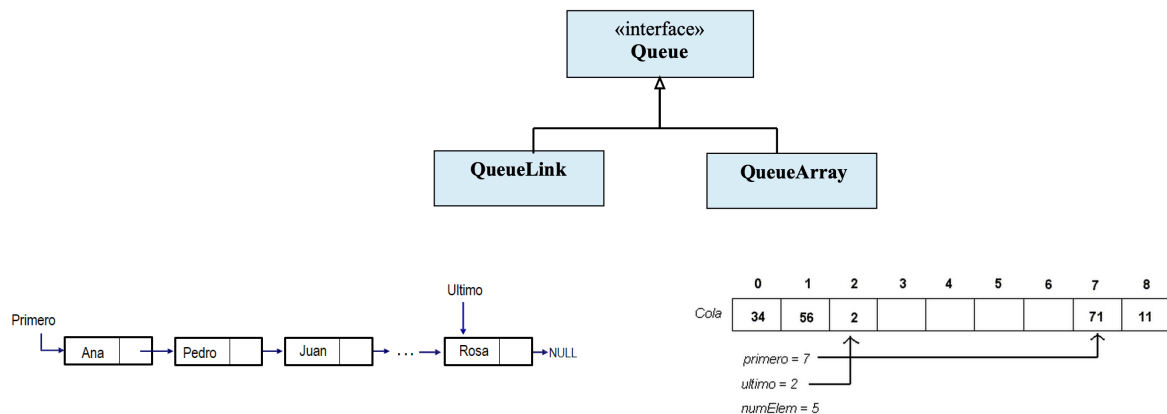 «interface»
Queue
QueueLink
QueueArray
Primero
Ultimo
Ana
Pedro
Juan
...
Rosa
NULL
0 1 2 3 4 5 6 7 8
Cola 34 56 2 71 11
primero = 7
ultimo = 2
numElem = 5